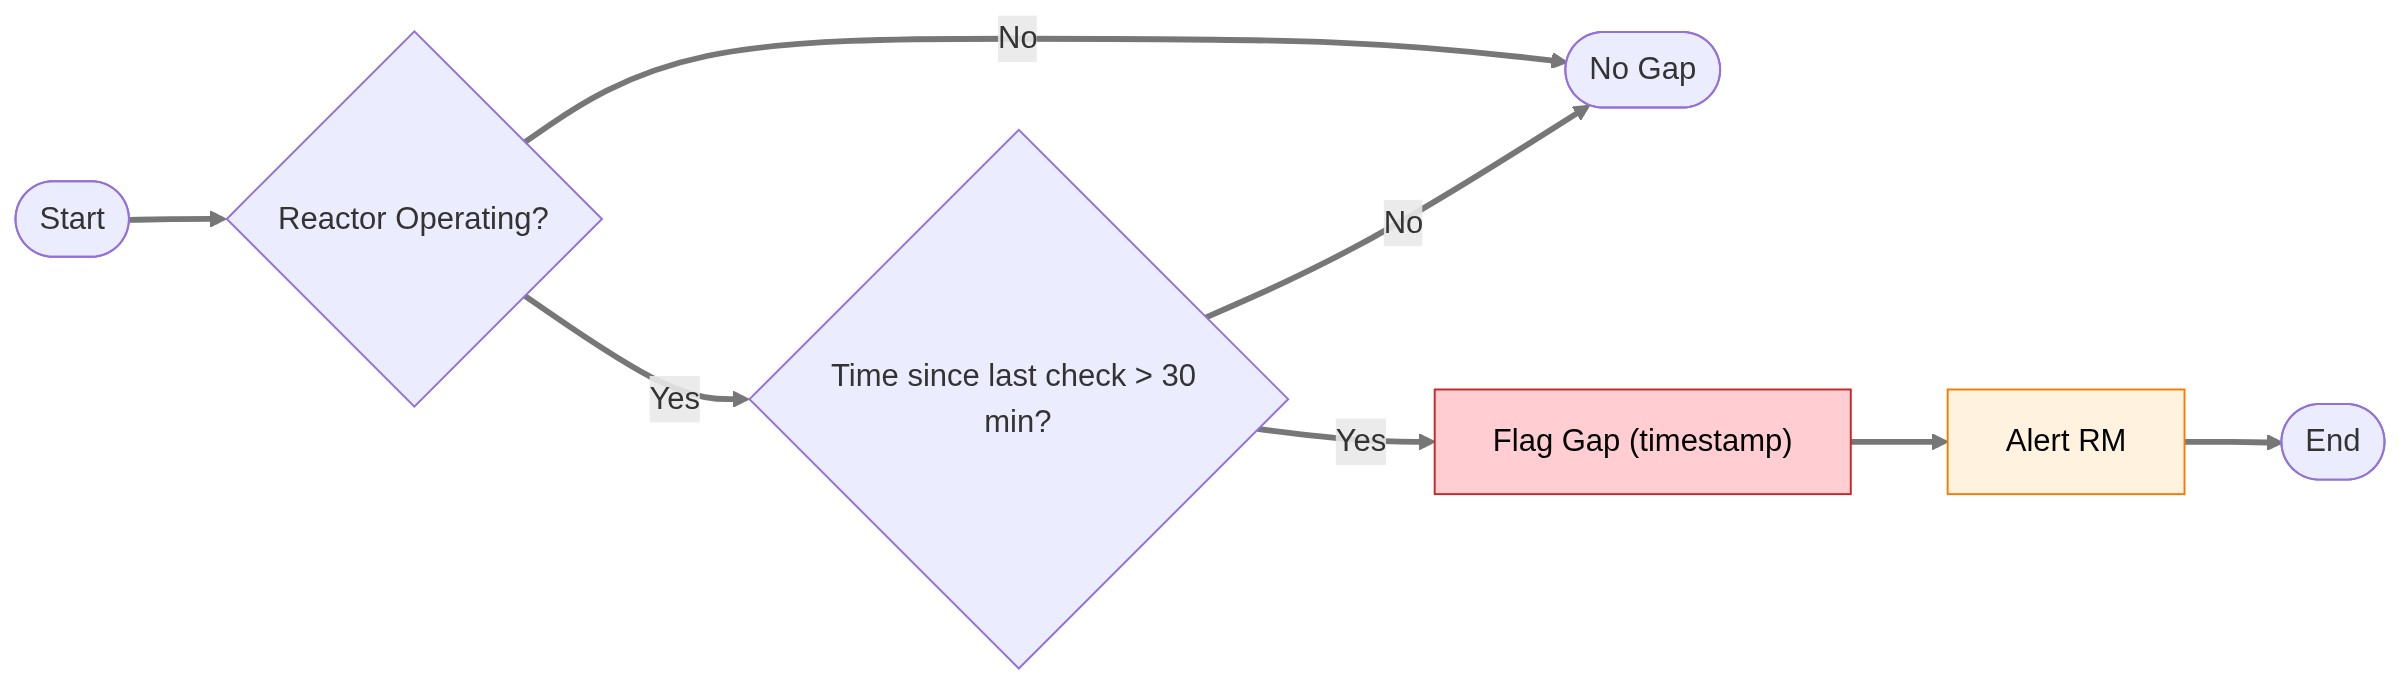 Start
Reactor Operating?
No
Yes
Time since last check > 30
min?
No
Yes
No Gap
Flag Gap (timestamp)
Alert RM
End